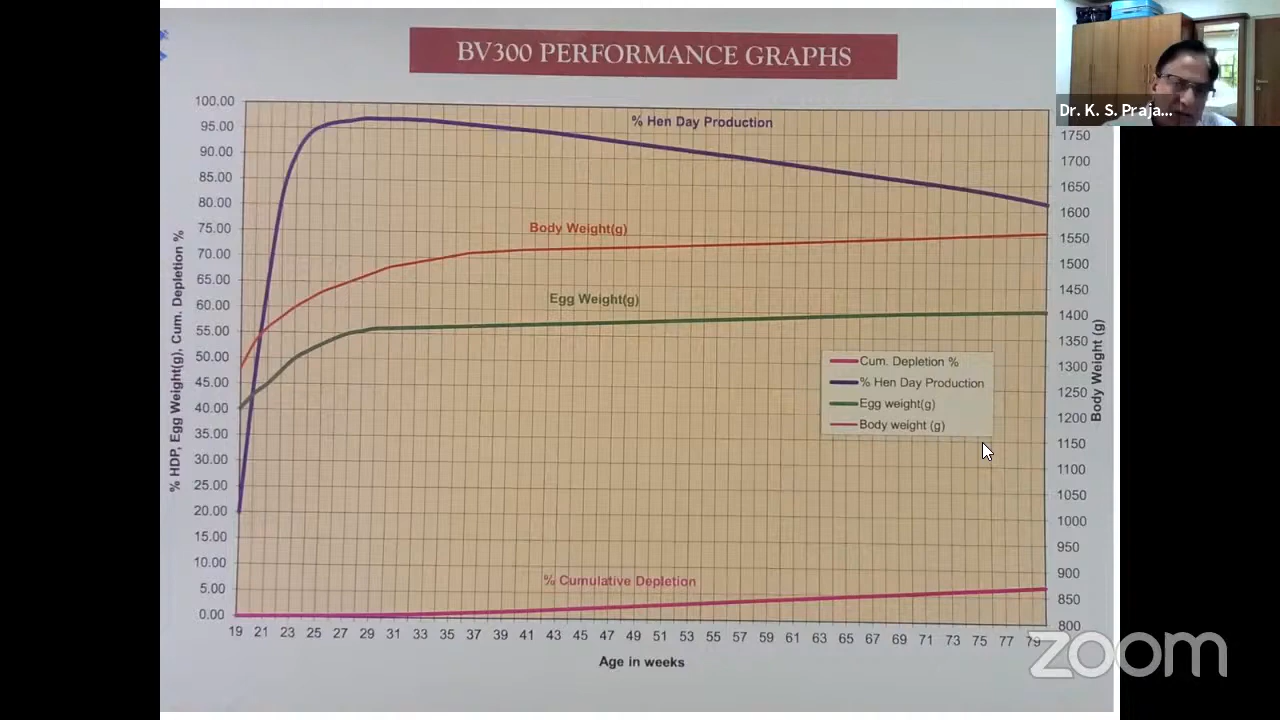 BV300 PERFORMANCE GRAPHS
Dr. K. S. Praja...
100.00
95.00
90.00
85.00
80.00
75.00
70.00
65.00
60.00
55.00
50.00
45.00
40.00
35.00
30.00
25.00
20.00
15.00
10.00
5.00
0.00
% HDP, Egg Weight(g), Cum. Depletion %
% Hen Day Production
Body Weight(g)
Egg Weight(g)
Cum. Depletion %
% Hen Day Production
Egg weight(g)
Body weight (g)
% Cumulative Depletion
1750
1700
1650
1600
1550
1500
1450
1400
1350
1300
1250
1200
1150
1100
1050
1000
950
900
850
800
Body Weight (g)
19 21 23 25 27 29 31 33 35 37 39 41 43 45 47 49 51 53 55 57 59 61 63 65 67 69 71 73 75 77 79
Age in weeks
zoom